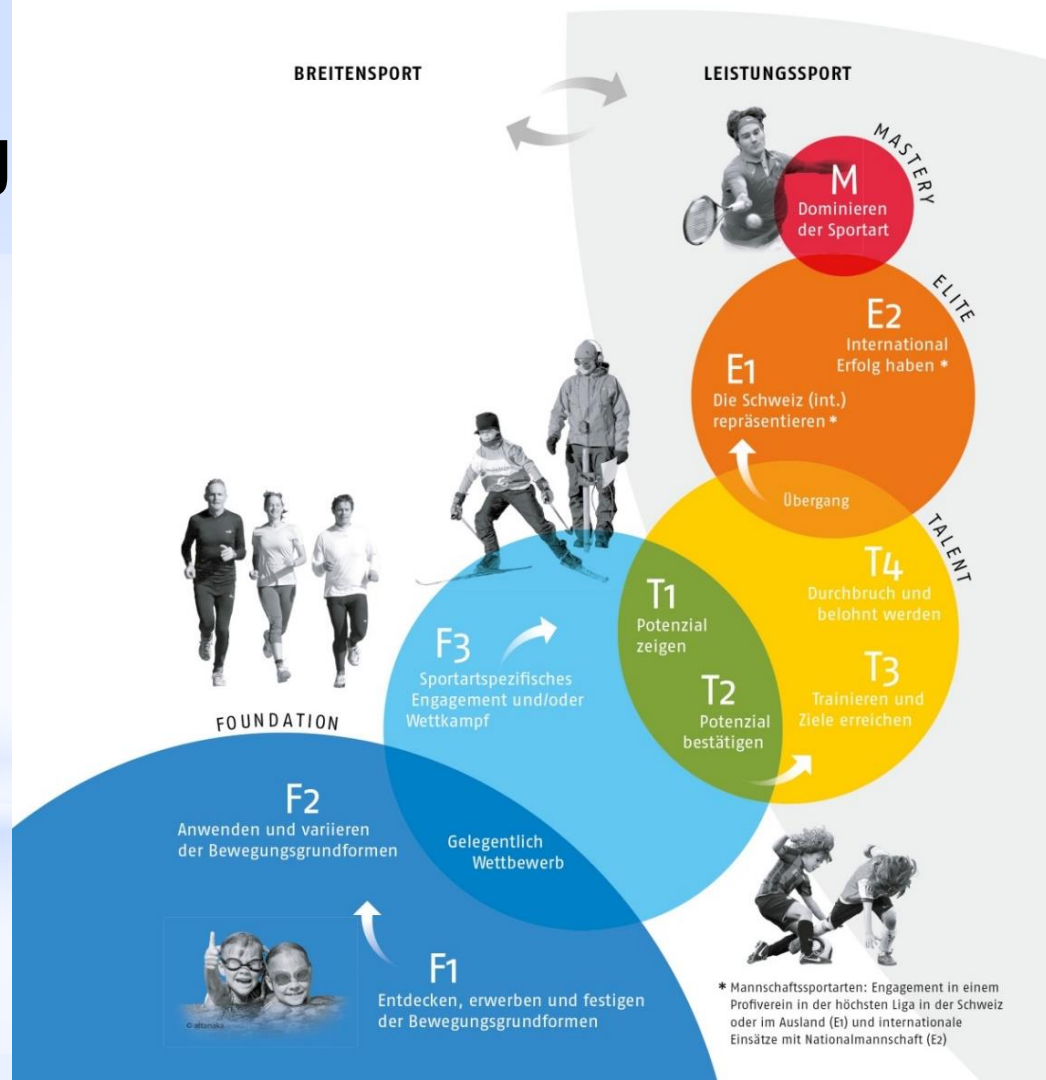 BREITENSPORT
LEISTUNGSSPORT
MASTERY
M
Dominieren
der Sportart
ELITE
E2
International
Erfolg haben *
E1
Die Schweiz (int.)
repräsentieren *
Übergang
TALENT
T4
Durchbruch und
belohnt werden
T1
Potenzial
zeigen
T3
Trainieren und
Ziele erreichen
T2
Potenzial
bestätigen
F3
Sportartspezifisches
Engagement und/oder
Wettkampf
FOUNDATION
F2
Anwenden und variieren
der Bewegungsgrundformen
Gelegentlich
Wettbewerb
F1
Entdecken, erwerben und festigen
der Bewegungsgrundformen
© altanaka
* Mannschaftssportarten: Engagement in einem
Profiverein in der höchsten Liga in der Schweiz
oder im Ausland (E1) und internationale
Einsätze mit Nationalmannschaft (E2)